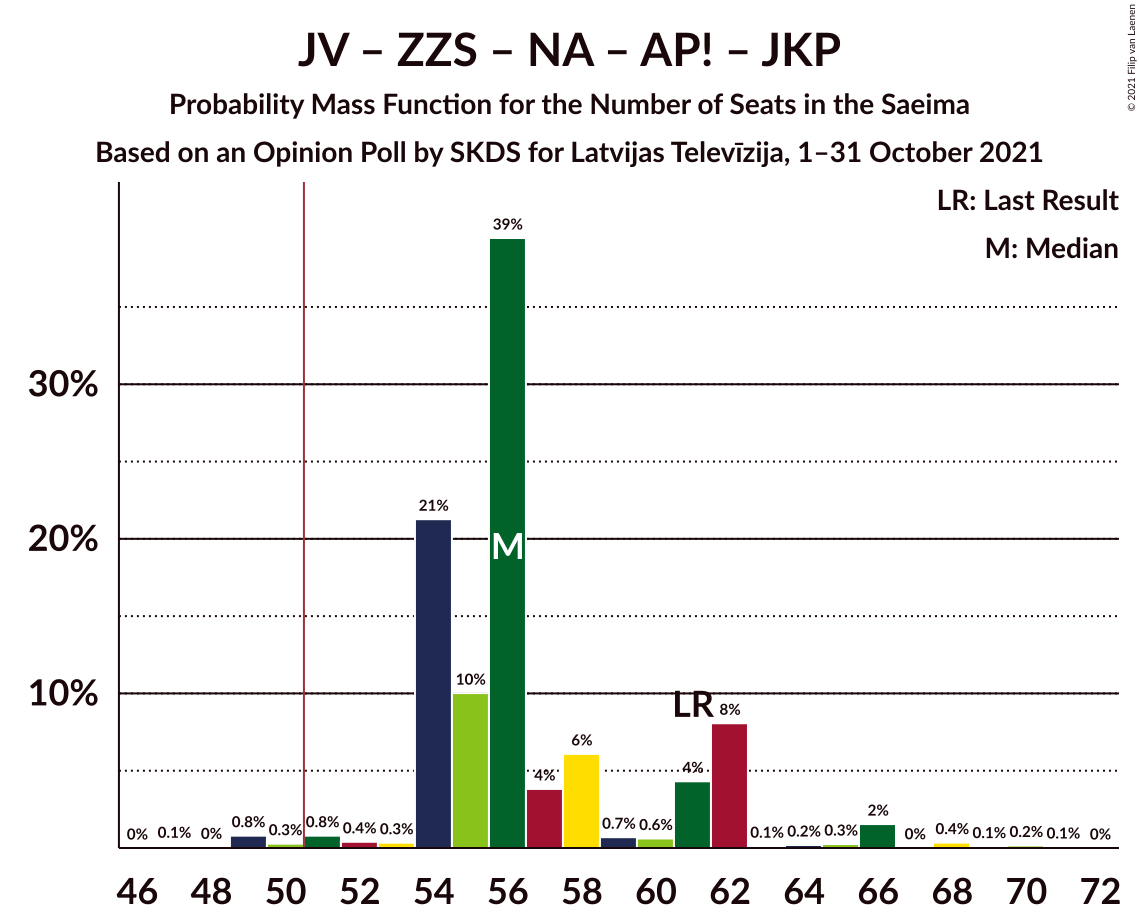 JV – ZZS – NA – AP! – JKP
Probability Mass Function for the Number of Seats in the Saeima
Based on an Opinion Poll by SKDS for Latvijas Televīzija, 1–31 October 2021
© 2021 Filip van Laenen
LR: Last Result
M: Median
39%
30%
21%
20%
M
10%
10%
LR
8%
6%
4%
4%
0% 0.1% 0% 0.8% 0.3% 0.8% 0.4% 0.3% 0.7% 0.6% 0.1% 0.2% 0.3% 2% 0% 0.4% 0.1% 0.2% 0.1% 0%
46 48 50 52 54 56 58 60 62 64 66 68 70 72